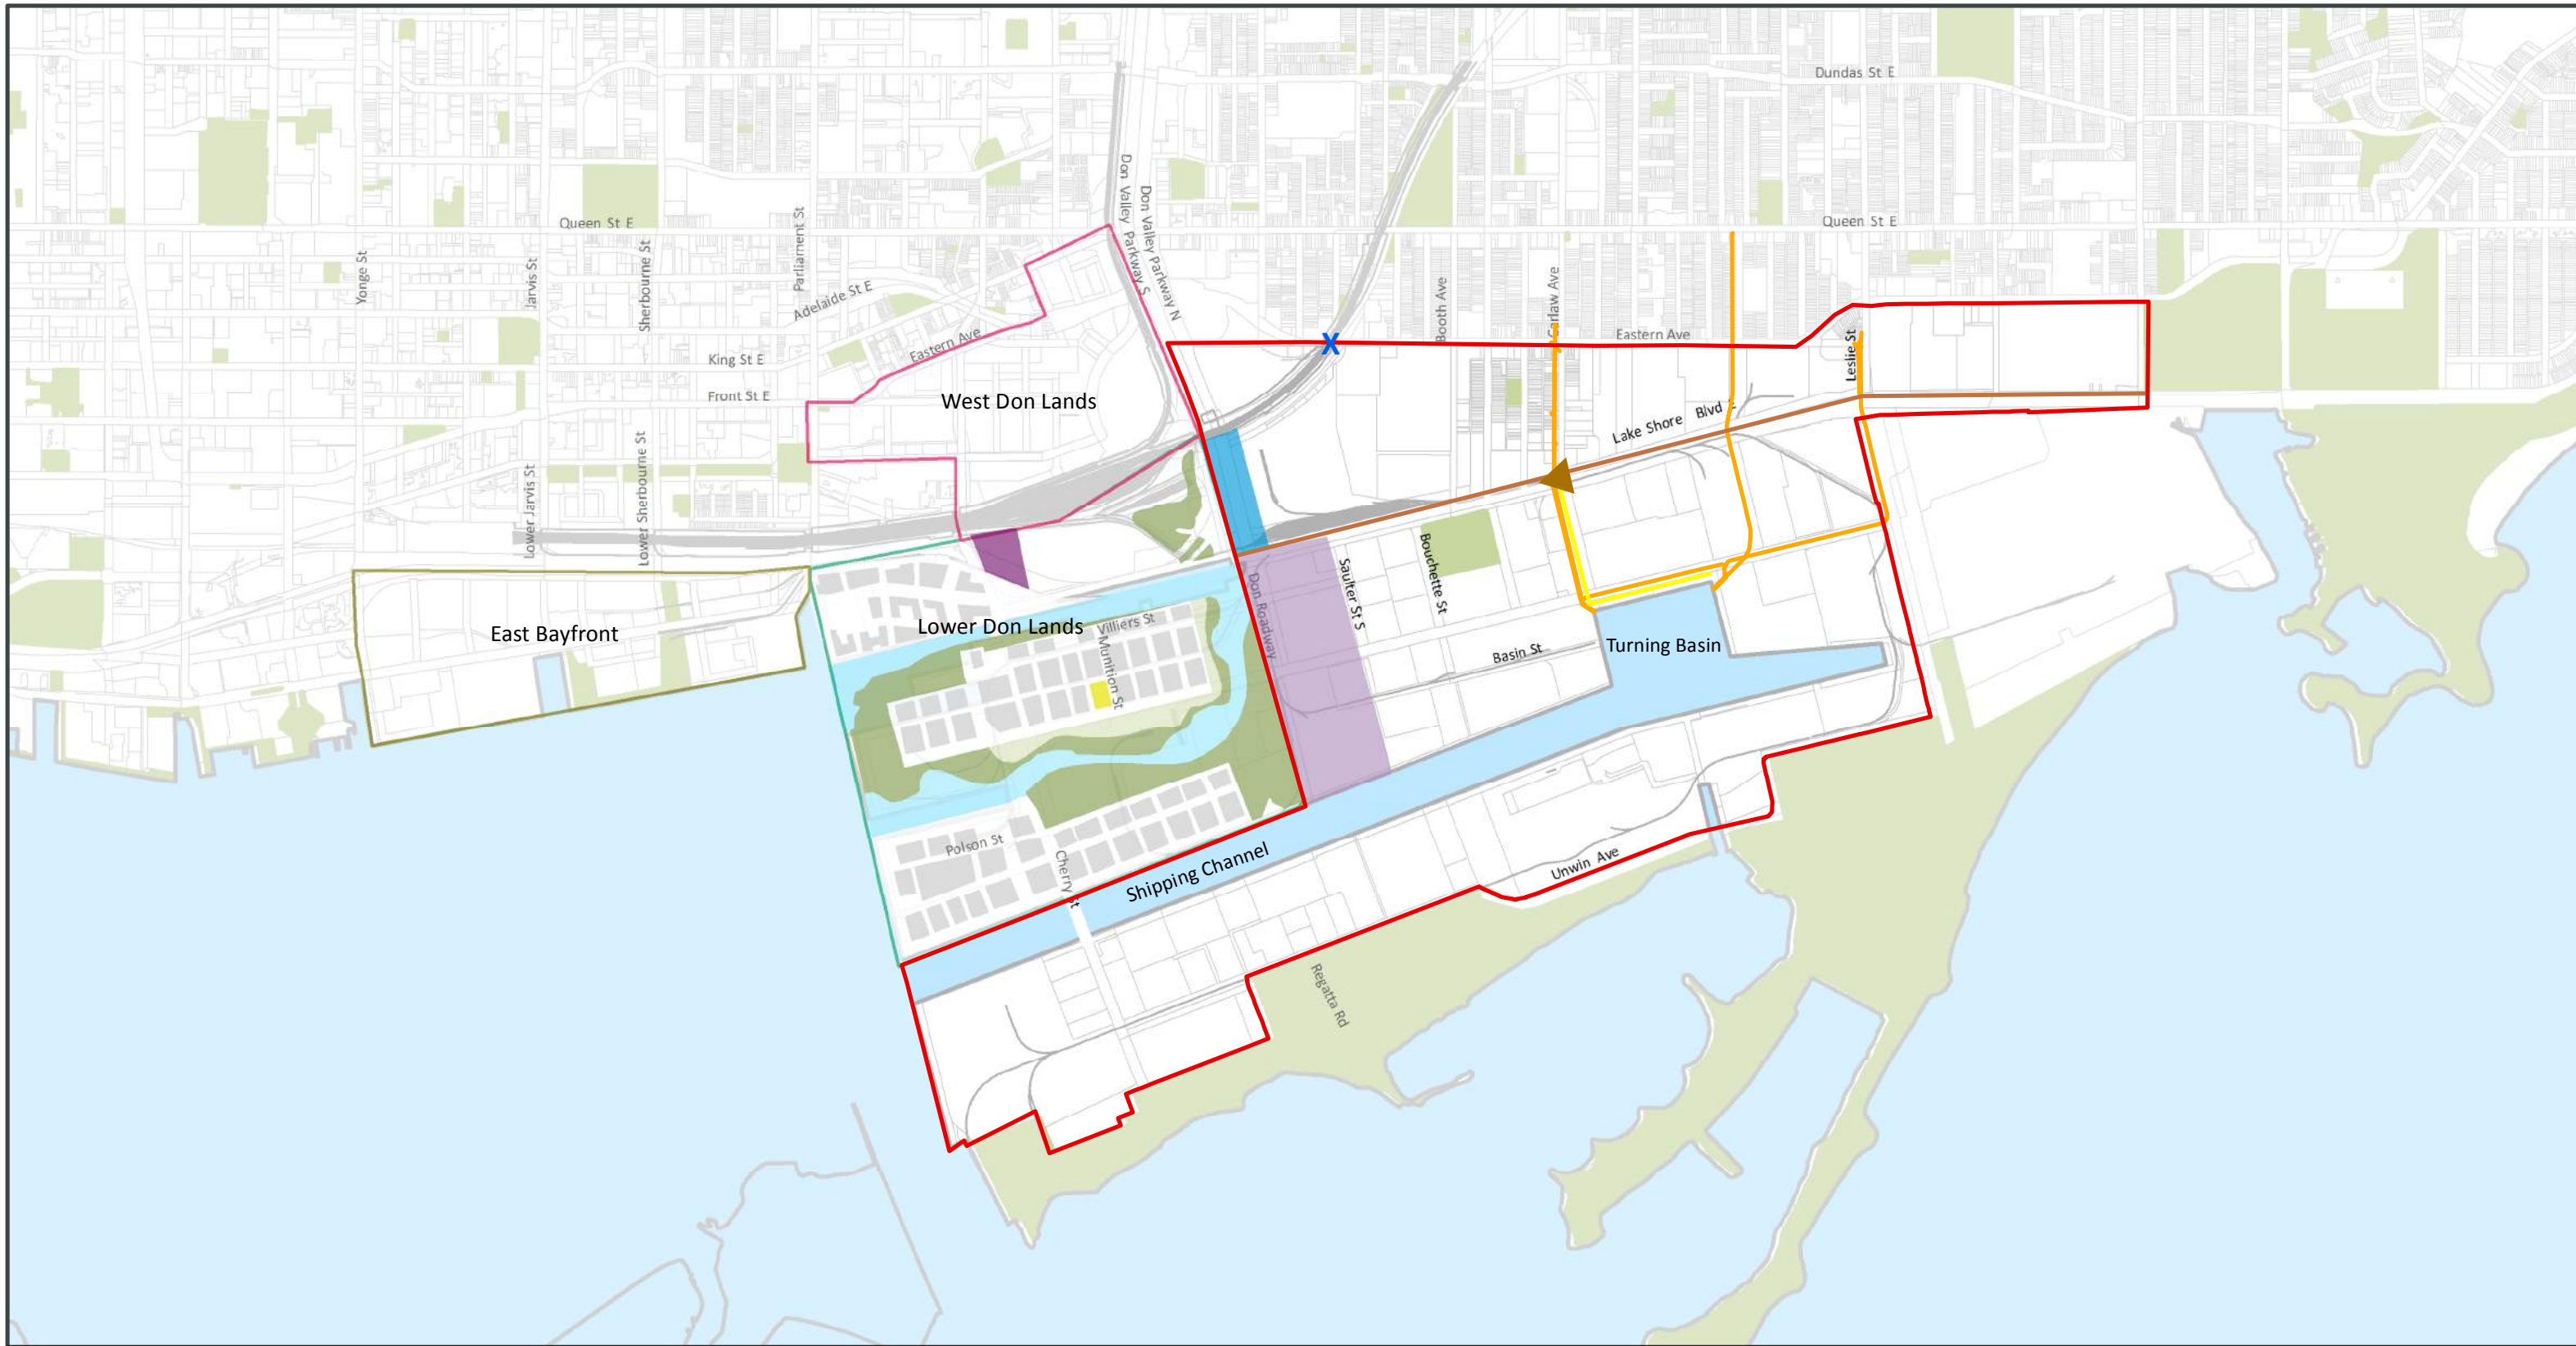 Dundas St E
Don Valley Parkway S
Don Valley Parkway N
Queen St E
Queen St E
Yonge St
Jarvis St
Sherbourne St
Parliament St
Adelaide St E
Eastern Ave
King St E
Front St E
West Don Lands
X
Booth Ave
Carlaw Ave
Eastern Ave
Leslie St
Lake Shore Blvd E
Lower Jarvis St
Lower Sherbourne St
East Bayfront
Lower Don Lands
Villiers St
Munition St
Don Roadway
Saulter St S
Bouchette St
Basin St
Turning Basin
Polson St
Cherry St
Shipping Channel
Unwin Ave
Regatta Rd